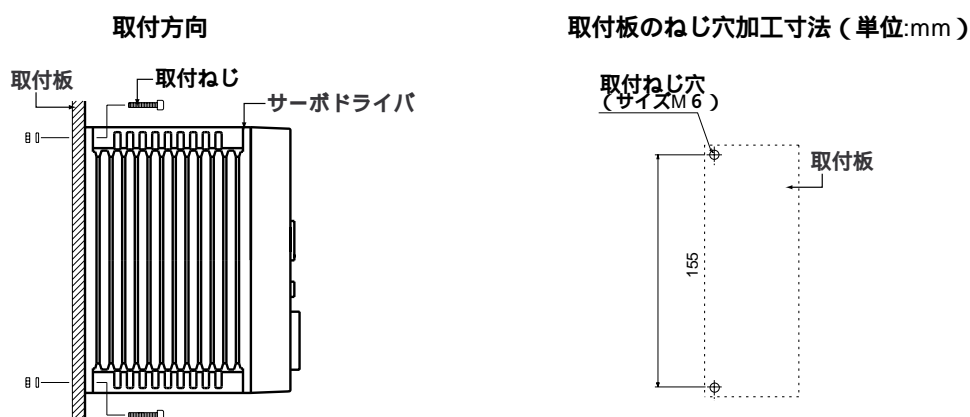 取付方向
取付板
取付ねじ
サーボドライバ
取付板のねじ穴加工寸法（単位:mm）
取付ねじ穴
（サイズM６）
取付板
155